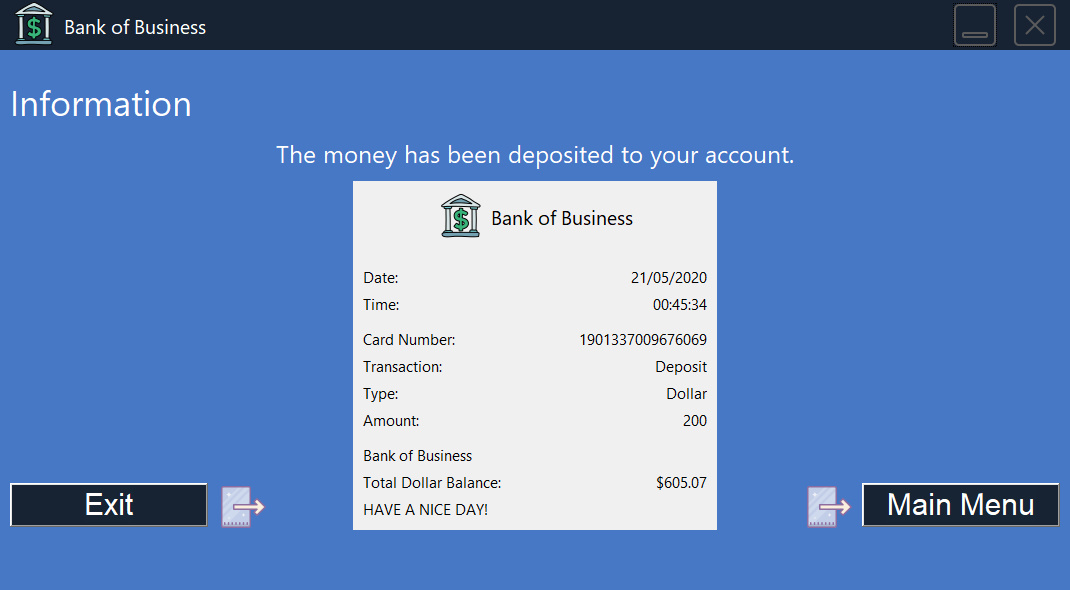 Bank of Business
Information
The money has been deposited to your account.
Bank of Business
Date: 21/05/2020
Time: 00:45:34
Card Number: 1901337009676069
Transaction: Deposit
Type: Dollar
Amount: 200
Bank of Business
Total Dollar Balance: $605.07
HAVE A NICE DAY!
Exit
Main Menu